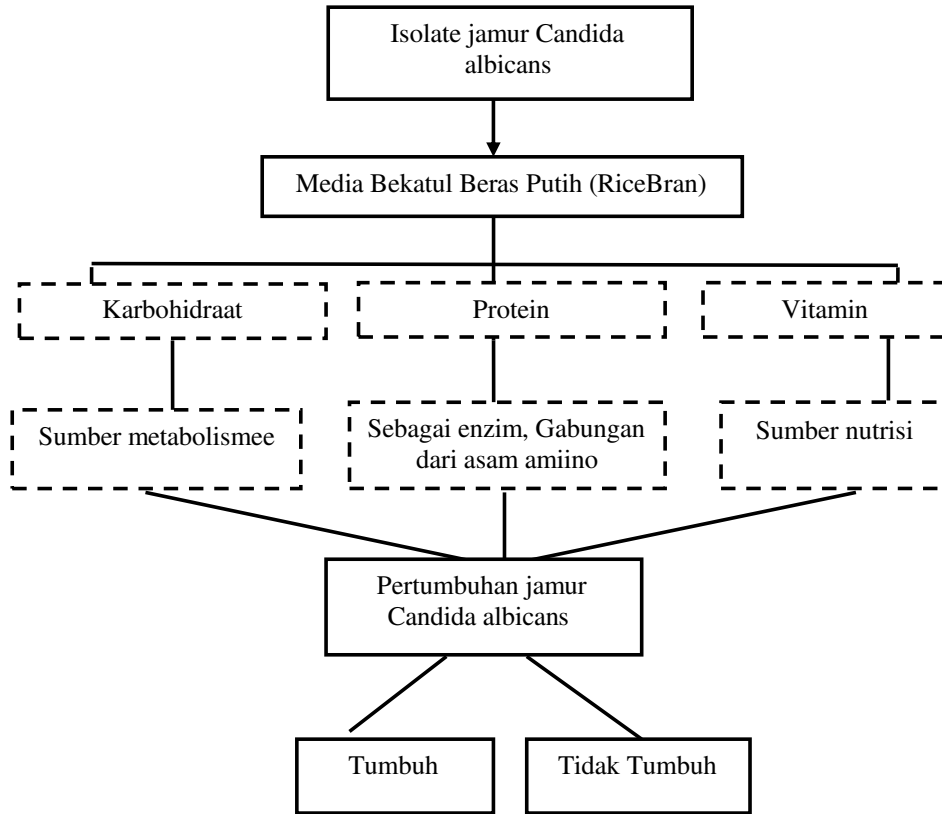 Isolate jamur Candida
albicans
Media Bekatul Beras Putih (RiceBran)
Karbohidraat
Protein
Vitamin
Sumber metabolismee
Sebagai enzim, Gabungan
dari asam amiino
Sumber nutrisi
Pertumbuhan jamur
Candida albicans
Tumbuh
Tidak Tumbuh